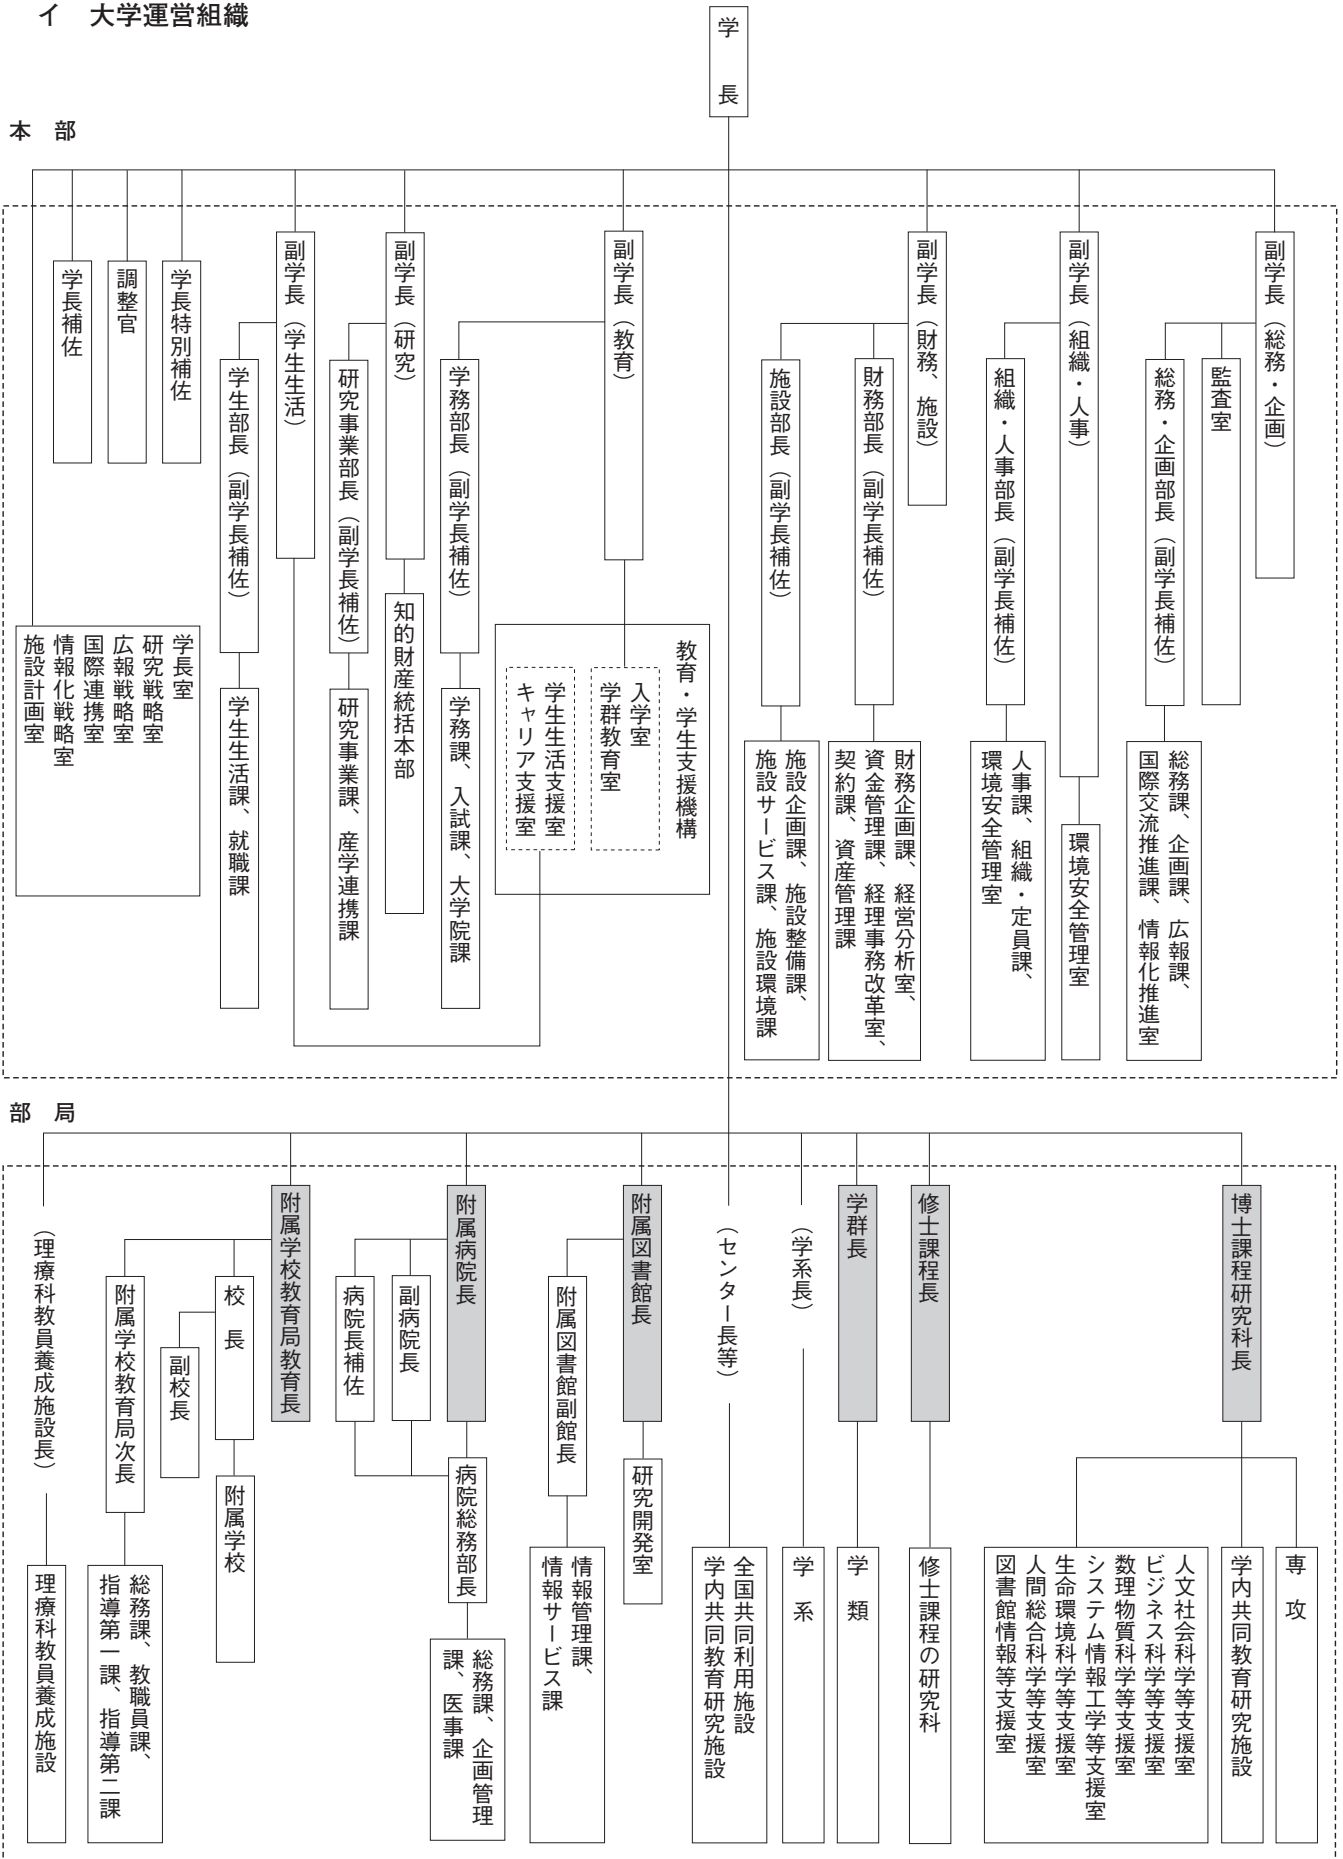 イ　大学運営組織
学　長
本　部
副学長（総務・企画）
監査室
総務・企画部長（副学長補佐）
総務課、企画課、広報課、
国際交流推進課、情報化推進室
副学長（組織・人事）
環境安全管理室
組織・人事部長（副学長補佐）
人事課、組織・定員課、
環境安全管理室
副学長（財務、施設）
財務部長（副学長補佐）
財務企画課、経営分析室、
資金管理課、経理事務改革室、
契約課、資産管理課
施設部長（副学長補佐）
施設企画課、施設整備課、
施設サービス課、施設環境課
副学長（教育）
教育・学生支援機構
入学室
学群教育室
学生生活支援室
キャリア支援室
学務部長（副学長補佐）
学務課、入試課、大学院課
副学長（研究）
知的財産統括本部
研究事業部長（副学長補佐）
研究事業課、産学連携課
副学長（学生生活）
学生部長（副学長補佐）
学生生活課、就職課
学長特別補佐
調整官
学長補佐
学長室
研究戦略室
広報戦略室
国際連携室
情報化戦略室
施設計画室
部　局
博士課程研究科長
専　攻
学内共同教育研究施設
人文社会科学等支援室
ビジネス科学等支援室
数理物質科学等支援室
システム情報工学等支援室
生命環境科学等支援室
人間総合科学等支援室
図書館情報等支援室
修士課程長
修士課程の研究科
学群長
学　類
（学系長）
学　系
（センター長等）
全国共同利用施設
学内共同教育研究施設
附属図書館長
研究開発室
附属図書館副館長
情報管理課、
情報サービス課
附属病院長
副病院長
病院長補佐
病院総務部長
総務課、企画管理
課、医事課
附属学校教育局教育長
校　長
副校長
附属学校
附属学校教育局次長
総務課、教職員課、
指導第一課、指導第二課
（理療科教員養成施設長）
理療科教員養成施設